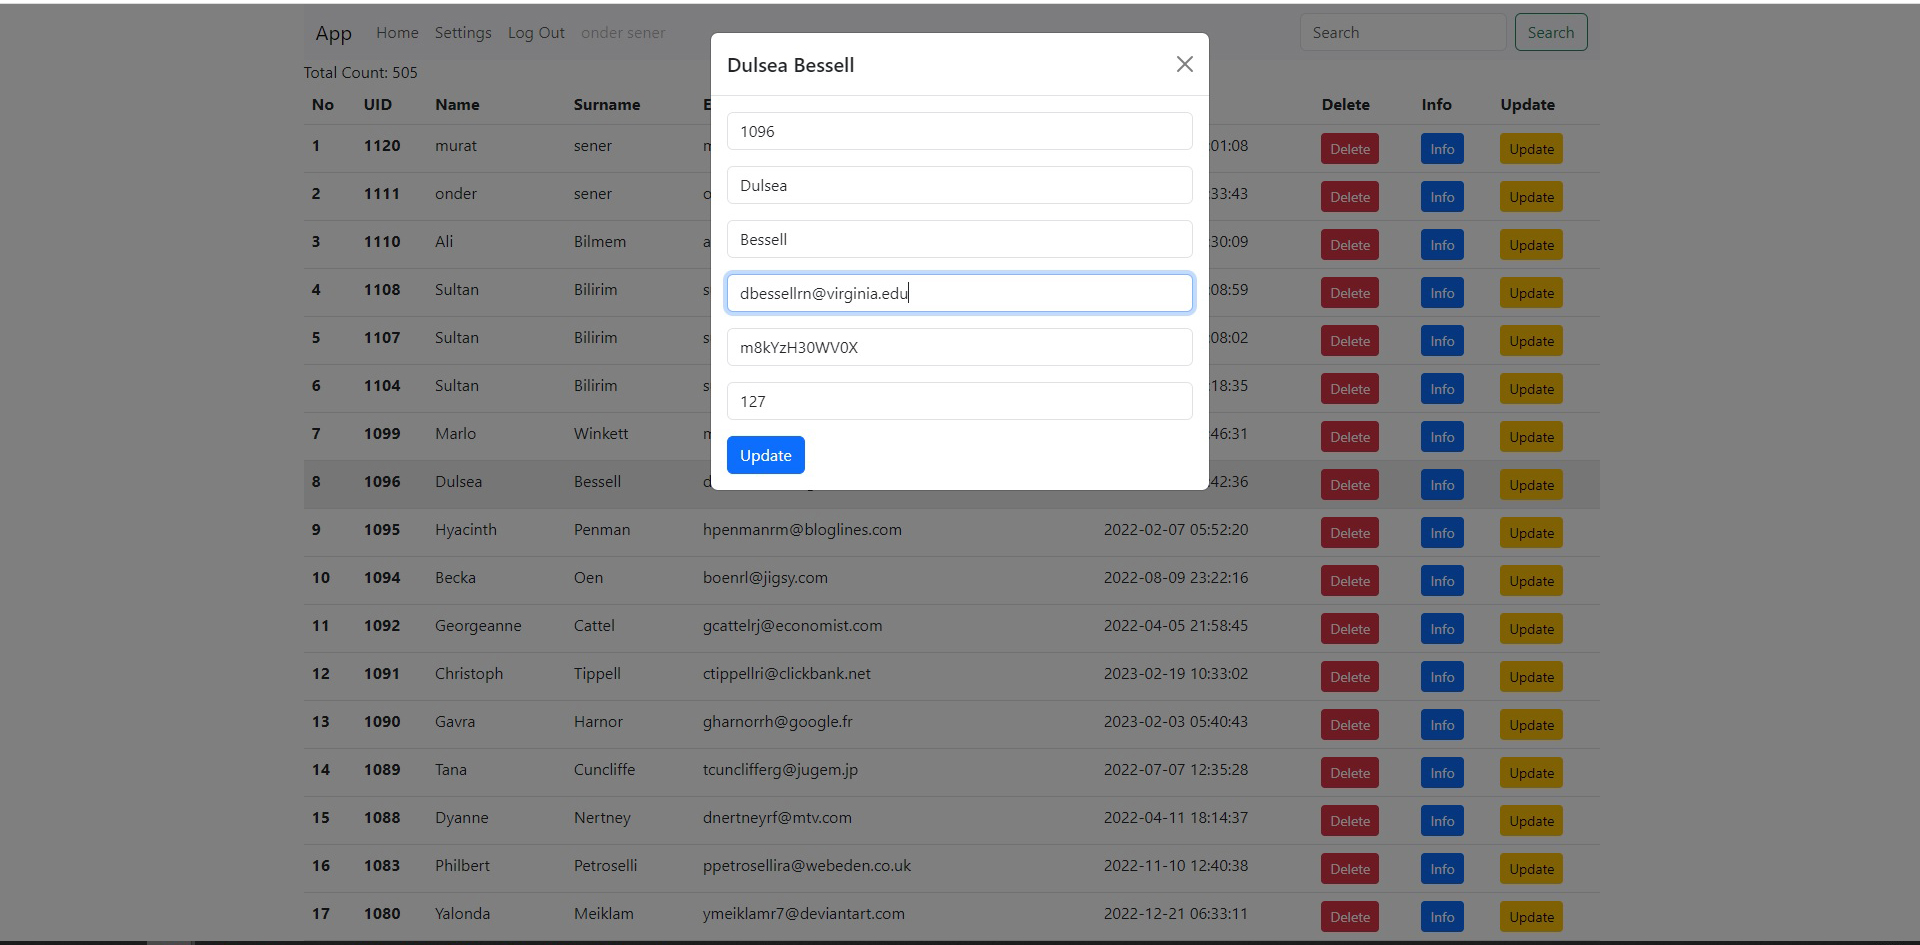 App Home Settings Log Out onder sener Search Search
Total Count: 505
Dulsea Bessell
1096
Dulsea
Bessell
dbessellrn@virginia.edu
m8kYzH30WV0X
127
Update
No UID Name Surname Delete Info Update
1 1120 murat sener :01:08 Delete Info Update
2 1111 onder sener :33:43 Delete Info Update
3 1110 Ali Bilmem :30:09 Delete Info Update
4 1108 Sultan Bilirim :08:59 Delete Info Update
5 1107 Sultan Bilirim :08:02 Delete Info Update
6 1104 Sultan Bilirim :18:35 Delete Info Update
7 1099 Marlo Winkett :46:31 Delete Info Update
8 1096 Dulsea Bessell :42:36 Delete Info Update
9 1095 Hyacinth Penman hpenmanrm@bloglines.com 2022-02-07 05:52:20 Delete Info Update
10 1094 Becka Oen boenrl@jigsy.com 2022-08-09 23:22:16 Delete Info Update
11 1092 Georgeanne Cattel gcattelrj@economist.com 2022-04-05 21:58:45 Delete Info Update
12 1091 Christoph Tippell ctippellri@clickbank.net 2023-02-19 10:33:02 Delete Info Update
13 1090 Gavra Harnor gharnorrh@google.fr 2023-02-03 05:40:43 Delete Info Update
14 1089 Tana Cuncliffe tcunclifferg@jugem.jp 2022-07-07 12:35:28 Delete Info Update
15 1088 Dyanne Nertney dnertneyrf@mtv.com 2022-04-11 18:14:37 Delete Info Update
16 1083 Philbert Petroselli ppetrosellira@webeden.co.uk 2022-11-10 12:40:38 Delete Info Update
17 1080 Yalonda Meiklam ymeiklamr7@deviantart.com 2022-12-21 06:33:11 Delete Info Update